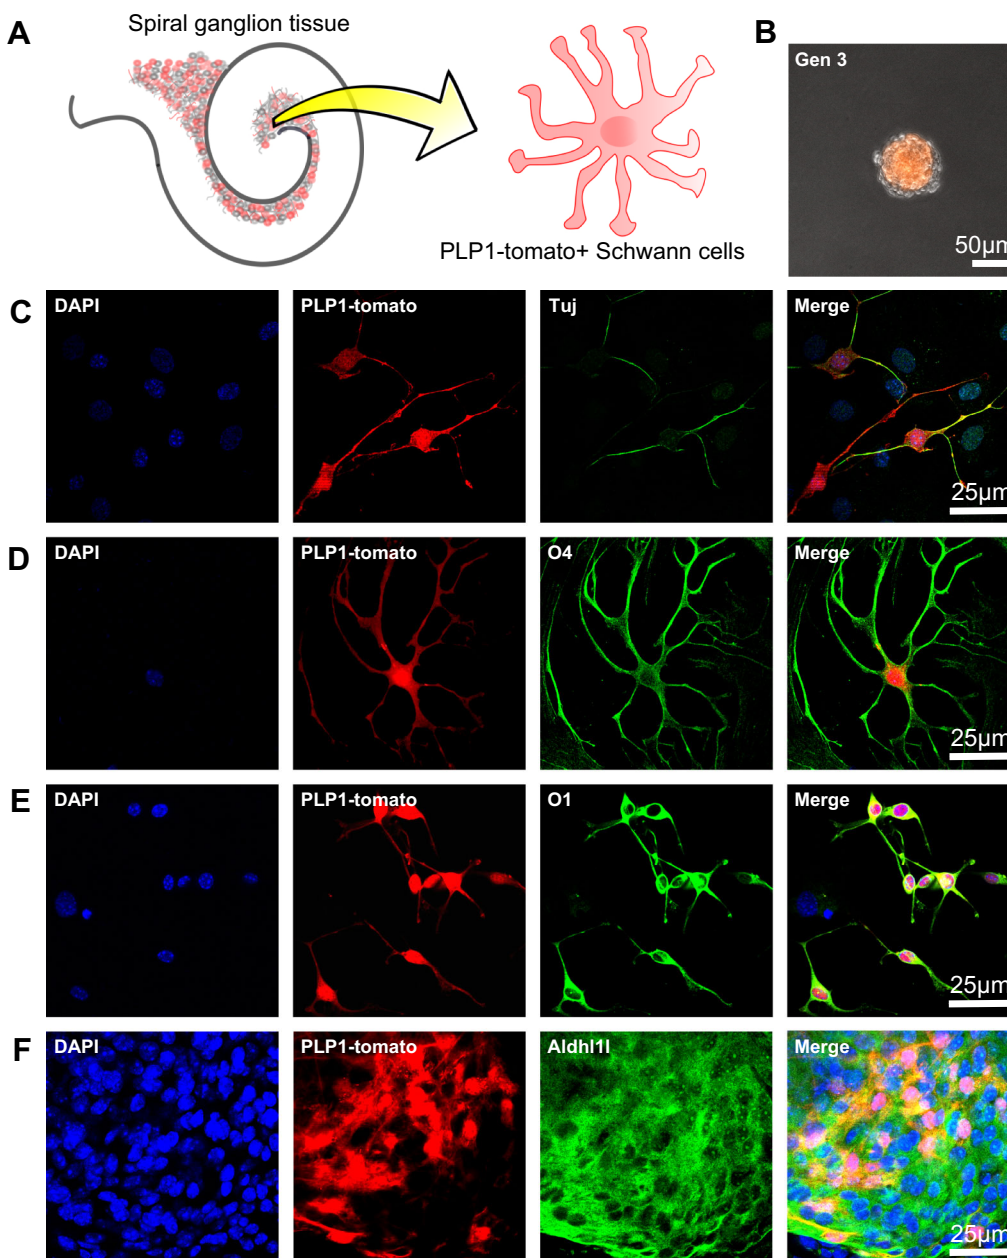 A
Spiral ganglion tissue
PLP1-tomato+ Schwann cells
B
Gen 3
50µm
C
DAPI
PLP1-tomato
Tuj
Merge
25µm
D
DAPI
PLP1-tomato
O4
Merge
25µm
E
DAPI
PLP1-tomato
O1
Merge
25µm
F
DAPI
PLP1-tomato
Aldhl1l
Merge
25µm